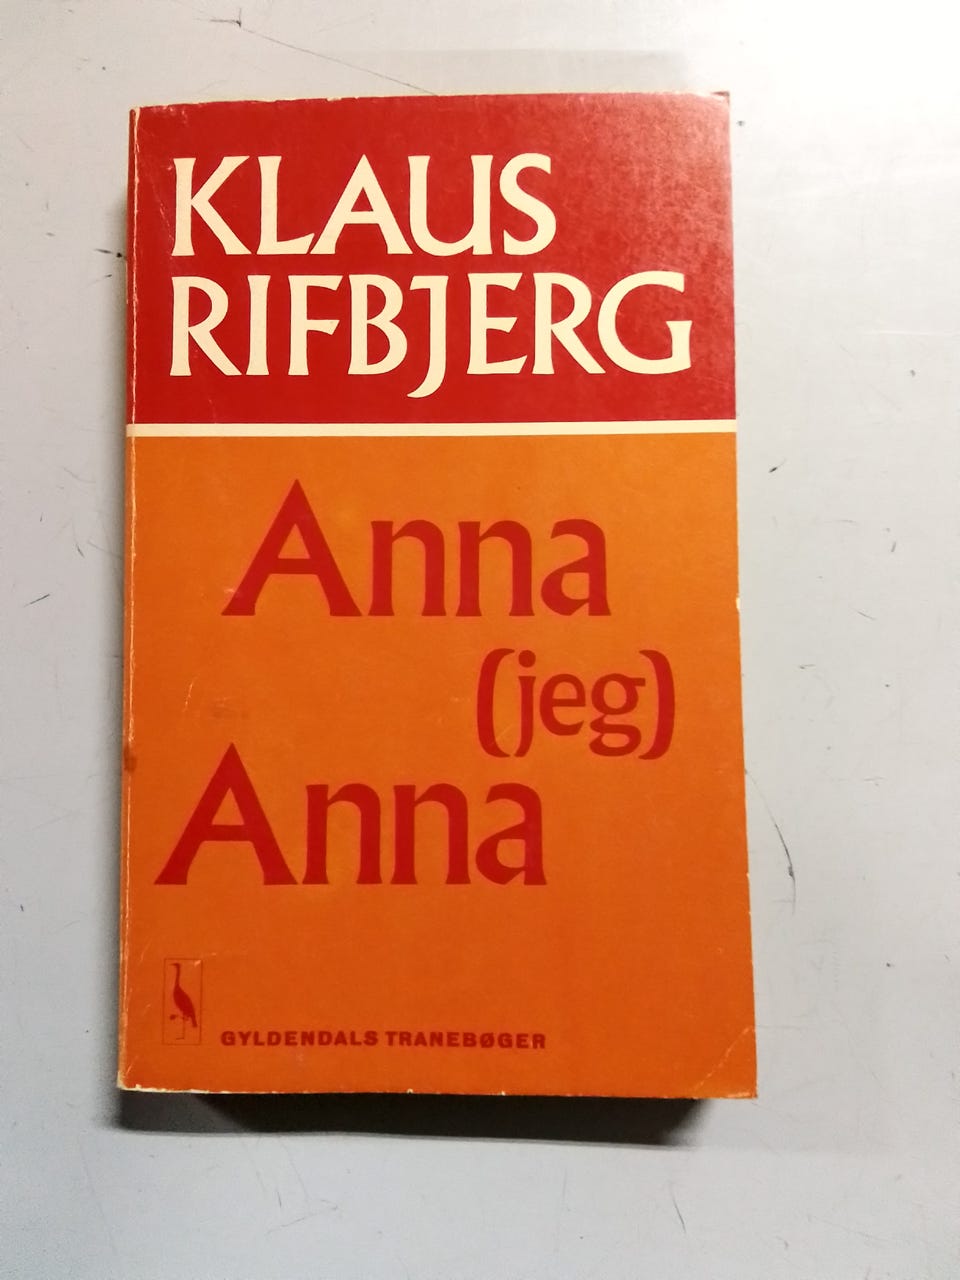 KLAUS
RIFBJERG
Anna
(jeg)
Anna
GYLDENDALS TRANEBØGER